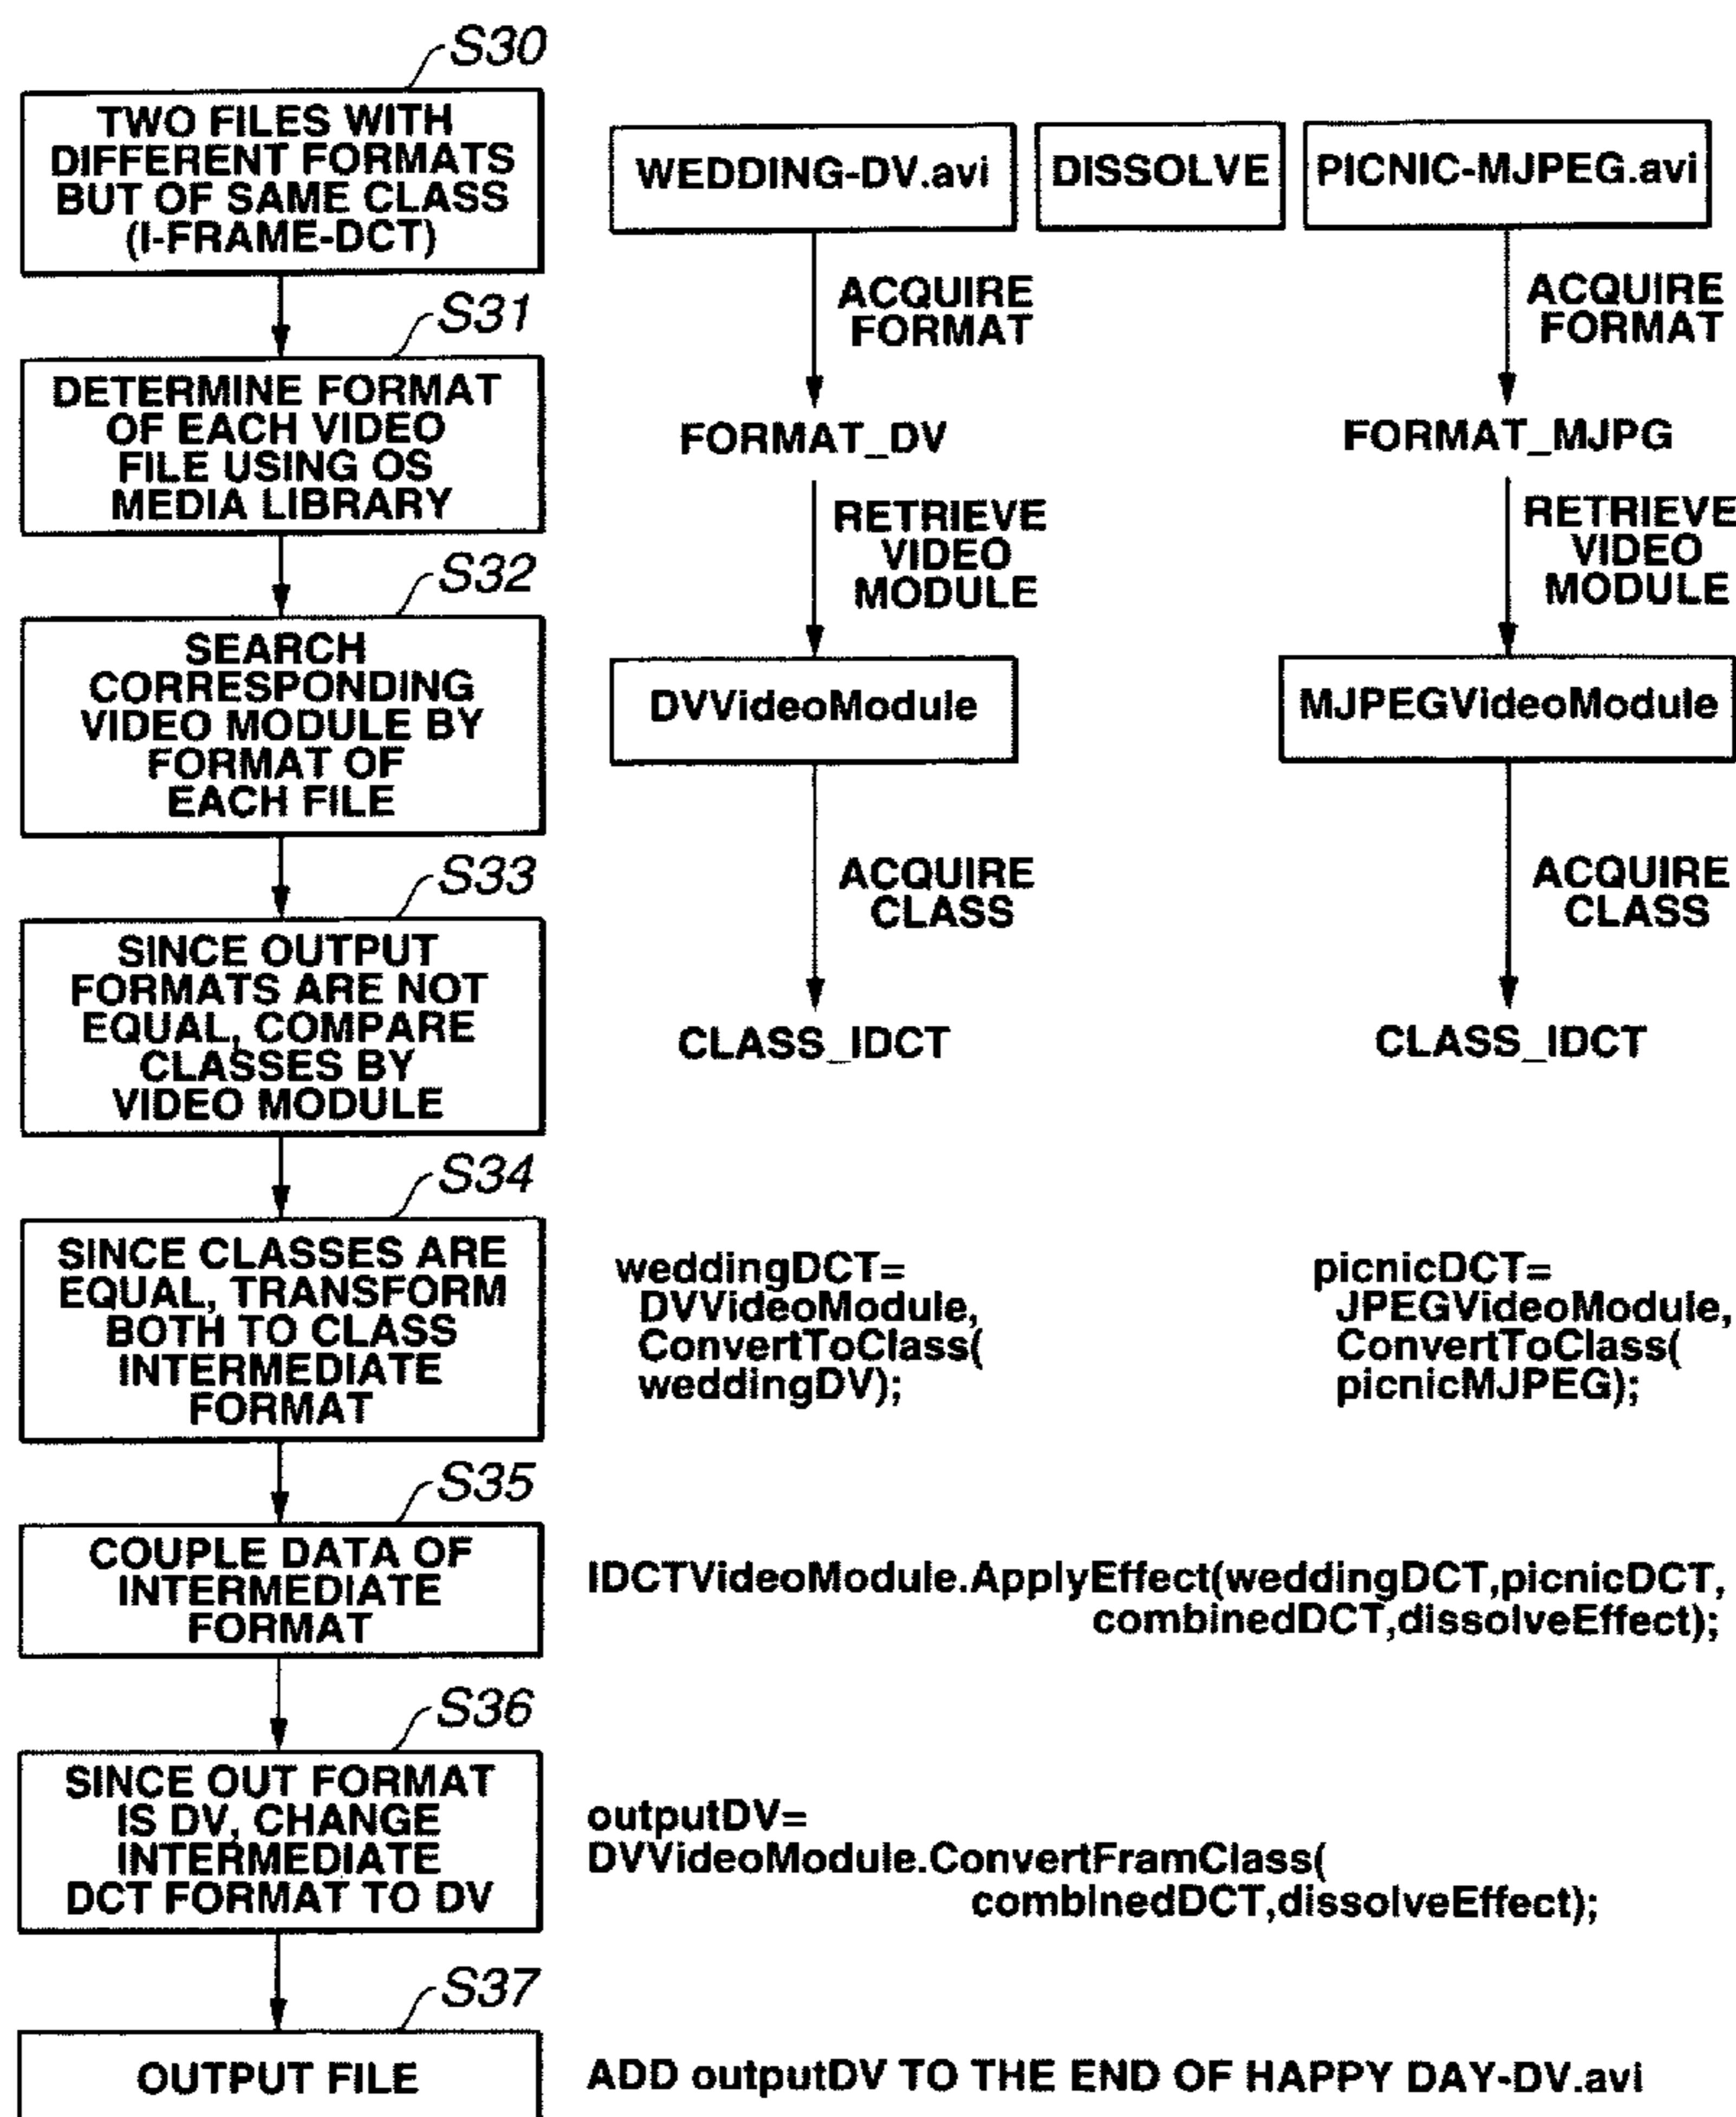 S30
TWO FILES WITH
DIFFERENT FORMATS
BUT OF SAME CLASS
(I-FRAME-DCT)
WEDDING-DV.avi
DISSOLVE
PICNIC-MJPEG.avi
ACQUIRE
FORMAT
ACQUIRE
FORMAT
S31
DETERMINE FORMAT
OF EACH VIDEO
FILE USING OS
MEDIA LIBRARY
FORMAT_DV
FORMAT_MJPG
RETRIEVE
VIDEO
MODULE
RETRIEVE
VIDEO
MODULE
S32
SEARCH
CORRESPONDING
VIDEO MODULE BY
FORMAT OF
EACH FILE
DVVideoModule
MJPEGVideoModule
S33
SINCE OUTPUT
FORMATS ARE NOT
EQUAL, COMPARE
CLASSES BY
VIDEO MODULE
ACQUIRE
CLASS
ACQUIRE
CLASS
CLASS_IDCT
CLASS_IDCT
S34
SINCE CLASSES ARE
EQUAL, TRANSFORM
BOTH TO CLASS
INTERMEDIATE
FORMAT
weddingDCT=
DVVideoModule,
ConvertToClass(
weddingDV);
picnicDCT=
JPEGVideoModule,
ConvertToClass(
picnicMJPEG);
S35
COUPLE DATA OF
INTERMEDIATE
FORMAT
IDCTVideoModule.ApplyEffect(weddingDCT,picnicDCT,
combinedDCT,dissolveEffect);
S36
SINCE OUT FORMAT
IS DV, CHANGE
INTERMEDIATE
DCT FORMAT TO DV
outputDV=
DVVideoModule.ConvertFramClass(
combinedDCT,dissolveEffect);
S37
OUTPUT FILE
ADD outputDV TO THE END OF HAPPY DAY-DV.avi